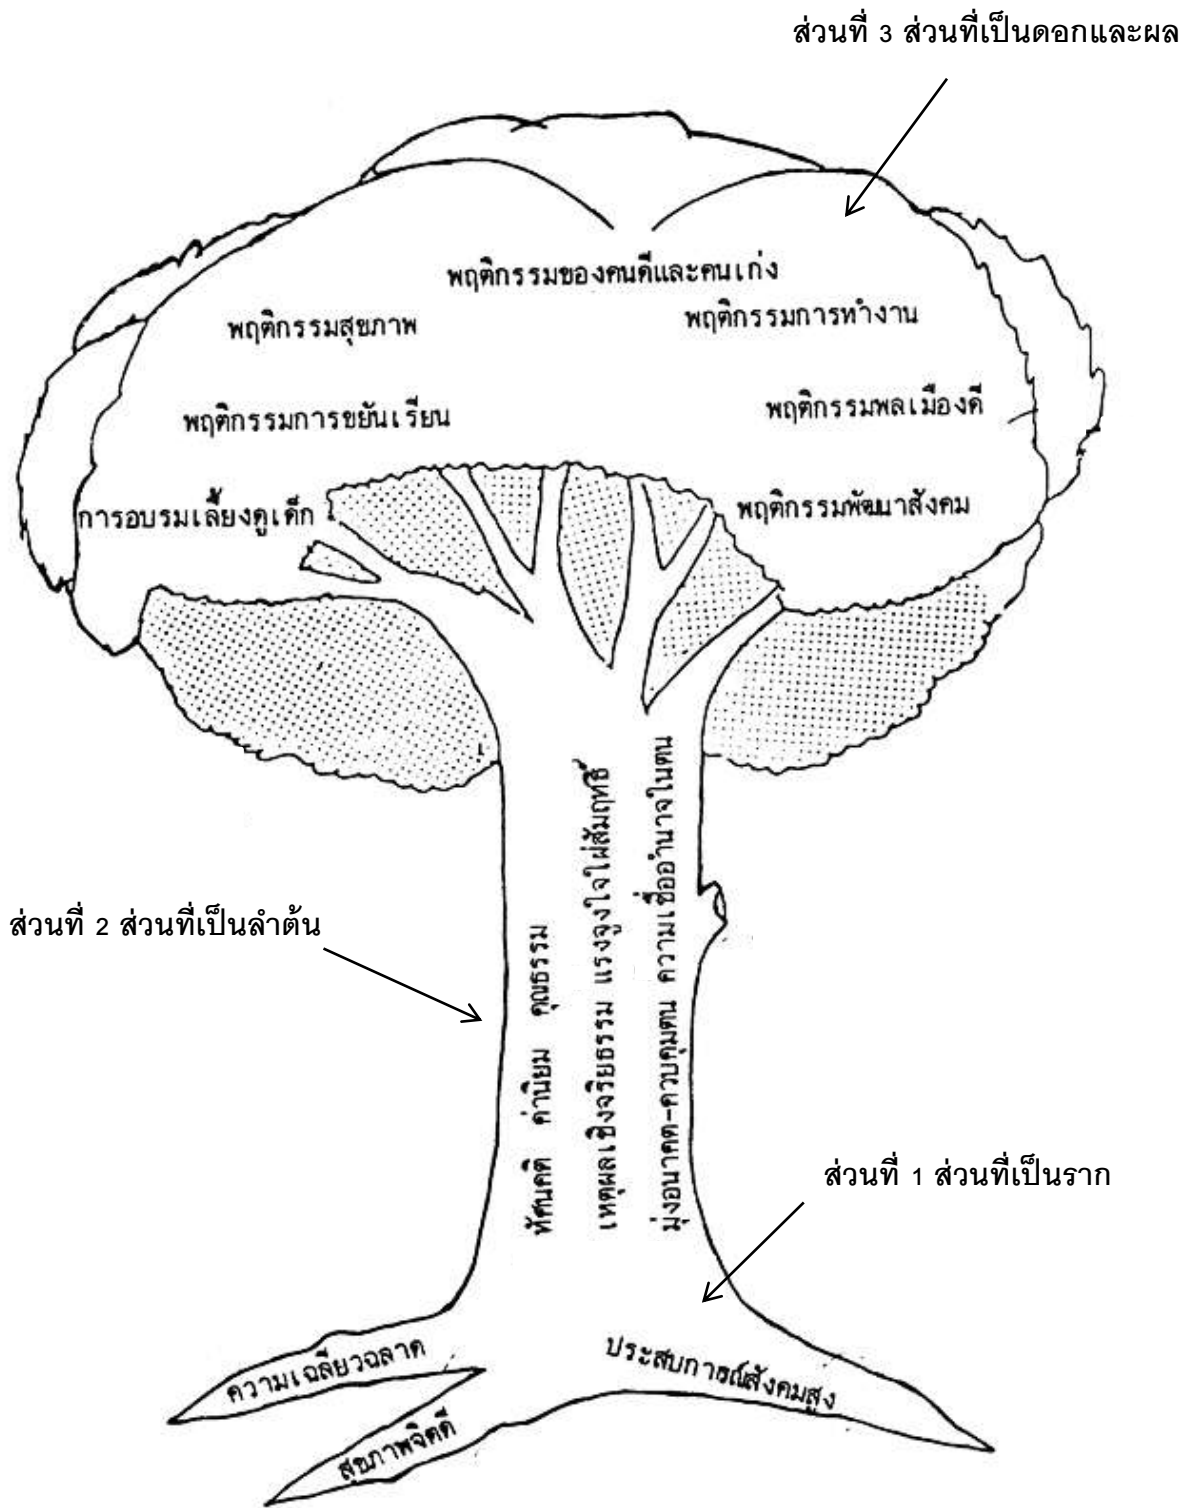 ส่วนที่ 3 ส่วนที่เป็นดอกและผล
พฤติกรรมของคนดีและคนเก่ง
พฤติกรรมสุขภาพ
พฤติกรรมการทำงาน
พฤติกรรมการขยันเรียน
พฤติกรรมพลเมืองดี
การอบรมเลี้ยงดูเด็ก
พฤติกรรมพัฒนาสังคม
ส่วนที่ 2 ส่วนที่เป็นลำต้น
ทัศนคติ ค่านิยม คุณธรรม
เหตุผลเชิงจริยธรรม แรงจูงใจใฝ่สัมฤทธิ์
มุ่งอนาคต-ควบคุมตน ความเชื่ออำนาจในตน
ส่วนที่ 1 ส่วนที่เป็นราก
ความเฉลียวฉลาด
ประสบการณ์สังคมสูง
สุขภาพจิตดี